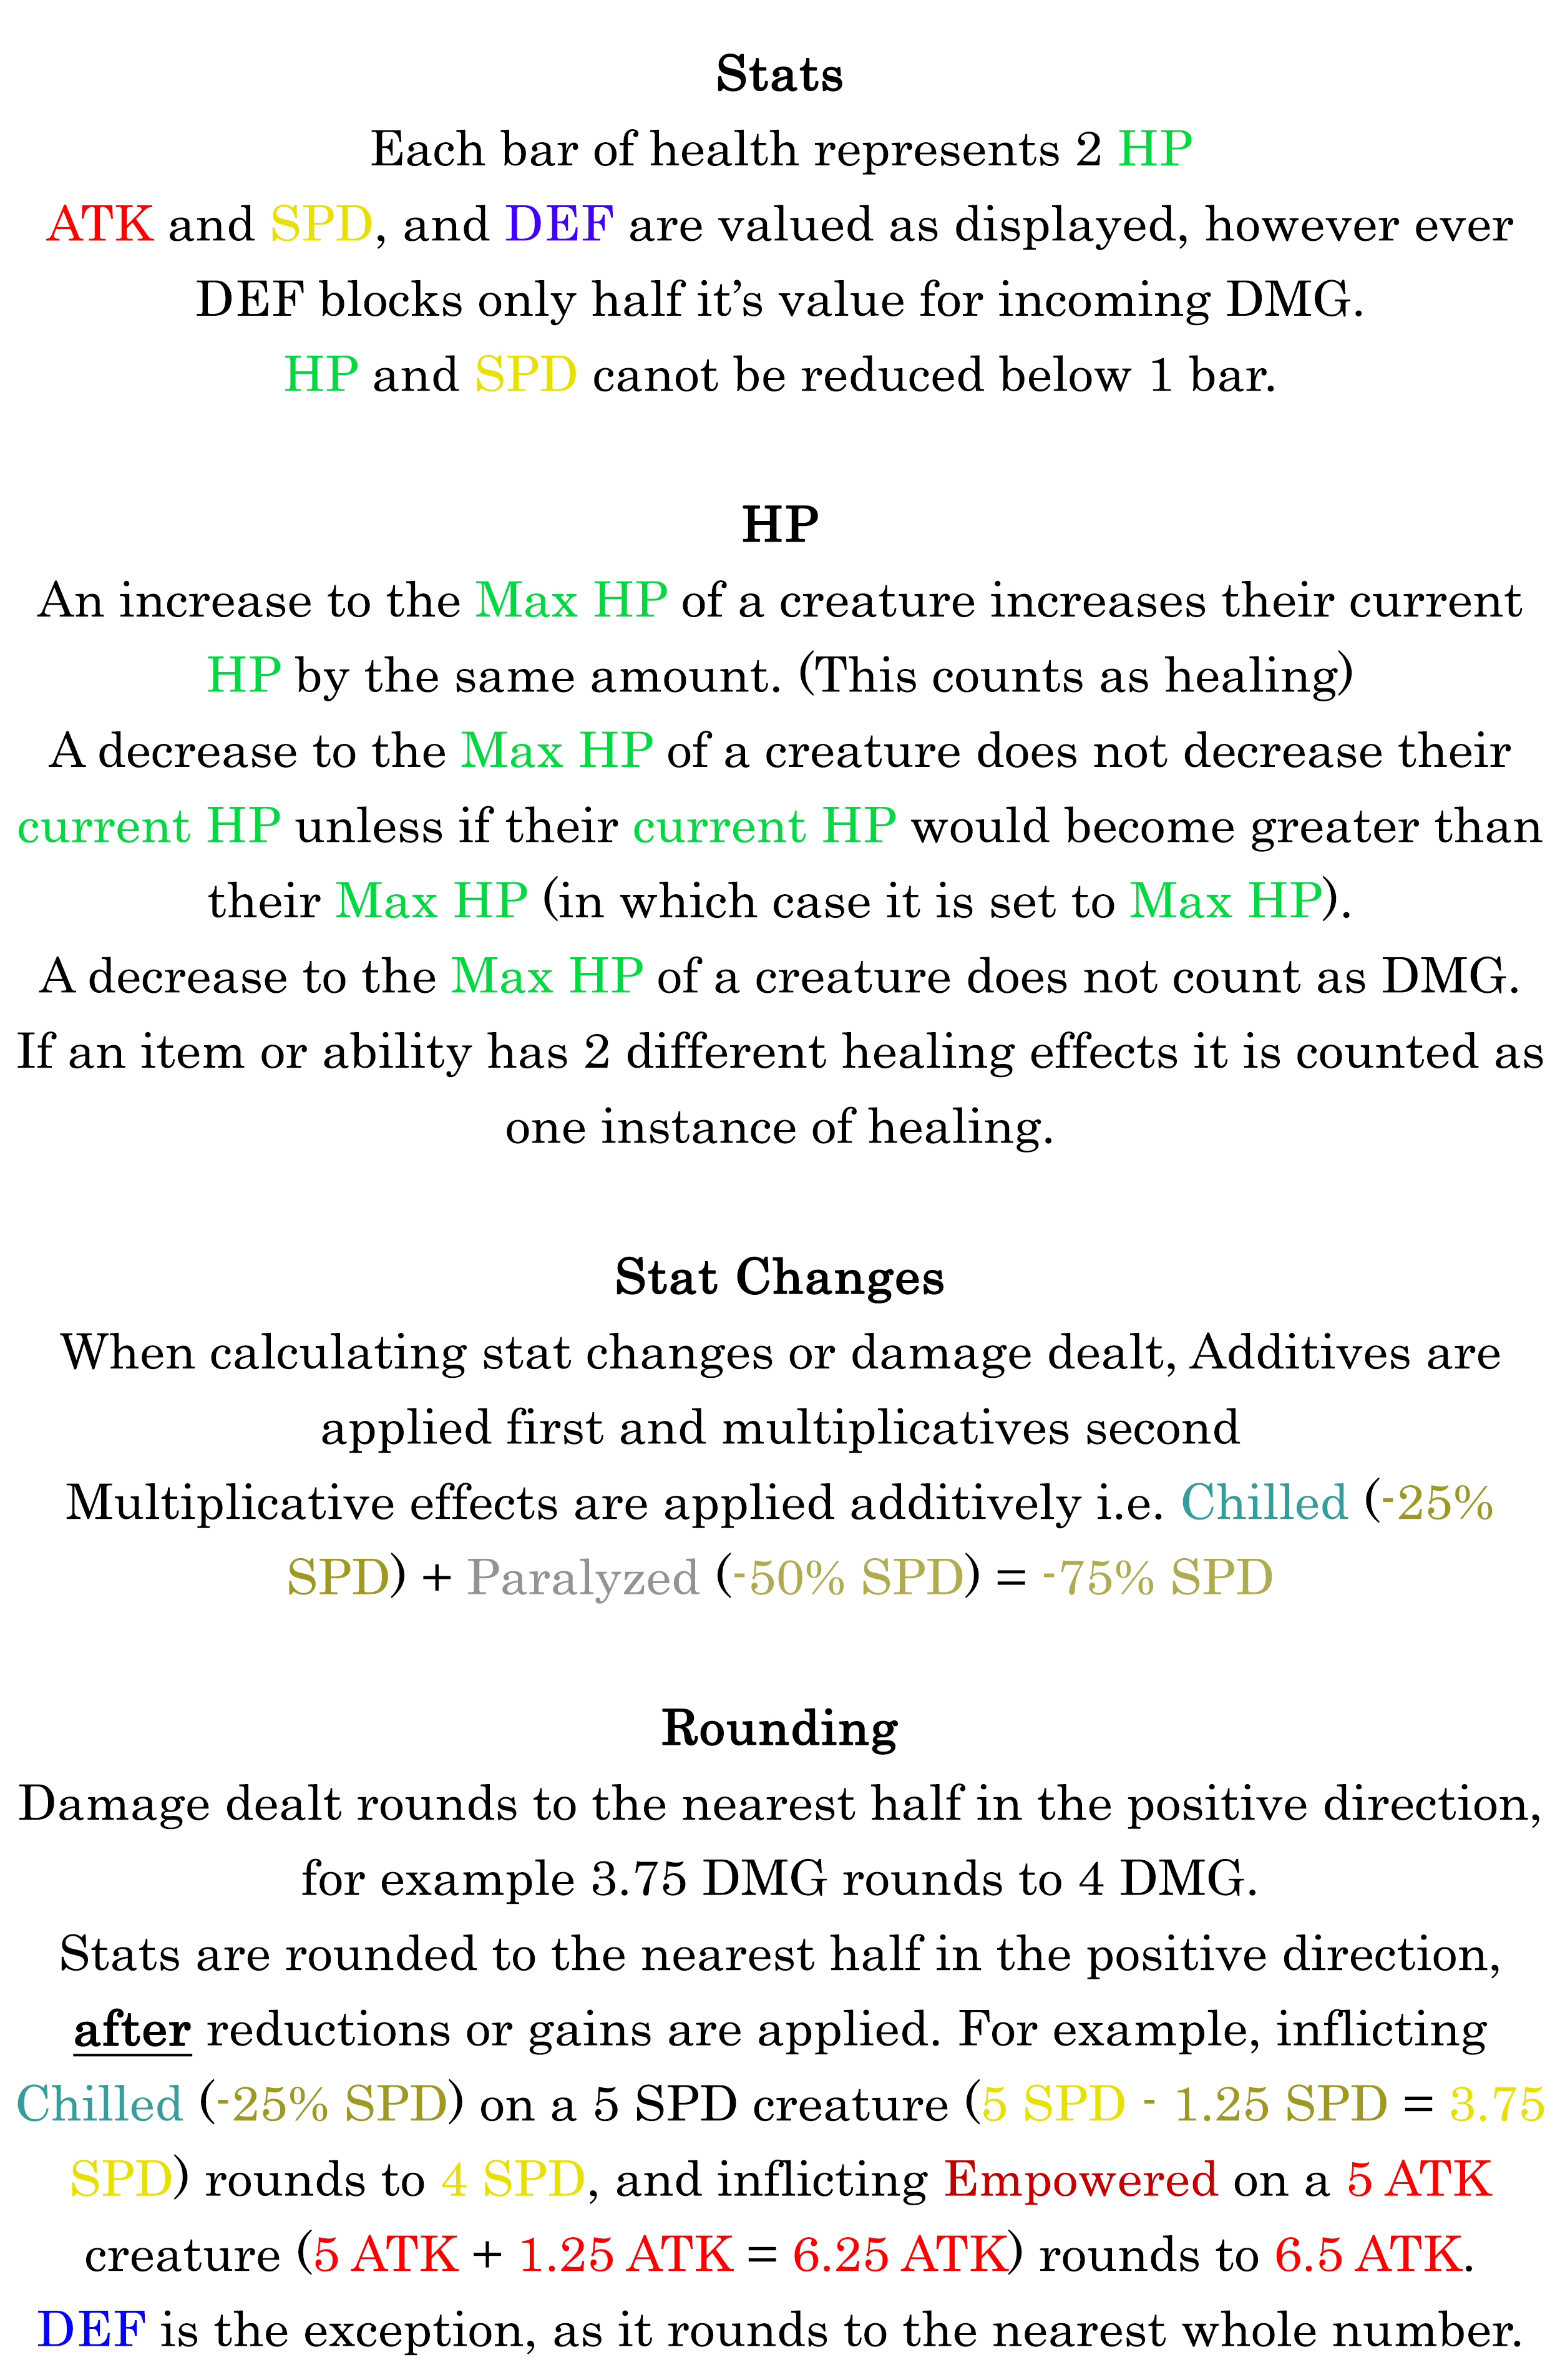 Stats
Each bar of health represents 2 HP
ATK and SPD, and DEF are valued as displayed, however ever
DEF blocks only half it’s value for incoming DMG.
HP and SPD canot be reduced below 1 bar.
HP
An increase to the Max HP of a creature increases their current
HP by the same amount. (This counts as healing)
A decrease to the Max HP of a creature does not decrease their
current HP unless if their current HP would become greater than
their Max HP (in which case it is set to Max HP).
A decrease to the Max HP of a creature does not count as DMG.
If an item or ability has 2 different healing effects it is counted as
one instance of healing.
Stat Changes
When calculating stat changes or damage dealt, Additives are
applied first and multiplicatives second
Multiplicative effects are applied additively i.e. Chilled (-25%
SPD) + Paralyzed (-50% SPD) = -75% SPD
Rounding
Damage dealt rounds to the nearest half in the positive direction,
for example 3.75 DMG rounds to 4 DMG.
Stats are rounded to the nearest half in the positive direction,
after reductions or gains are applied. For example, inflicting
Chilled (-25% SPD) on a 5 SPD creature (5 SPD - 1.25 SPD = 3.75
SPD) rounds to 4 SPD, and inflicting Empowered on a 5 ATK
creature (5 ATK + 1.25 ATK = 6.25 ATK) rounds to 6.5 ATK.
DEF is the exception, as it rounds to the nearest whole number.